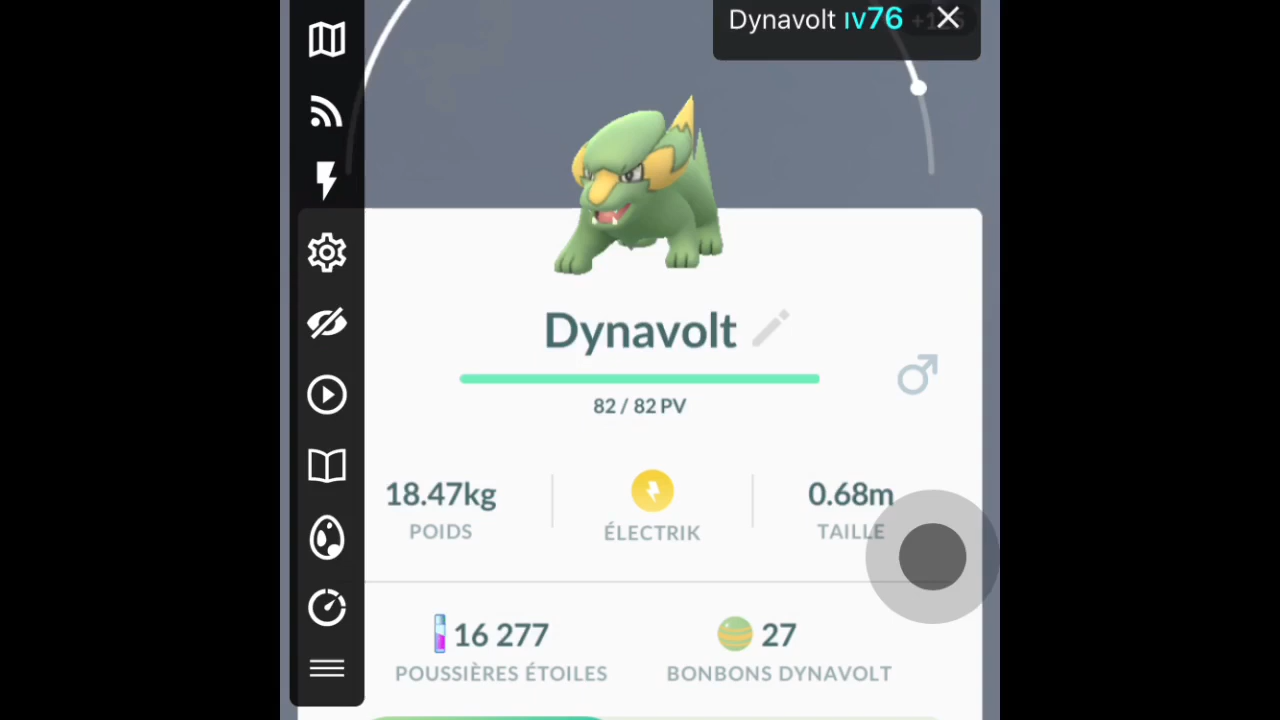 Dynavolt IV76
Dynavolt
82 / 82 PV
18.47kg
POIDS
ÉLECTRIK
0.68m
TAILLE
16 277
POUSSIÈRES ÉTOILES
27
BONBONS DYNAVOLT